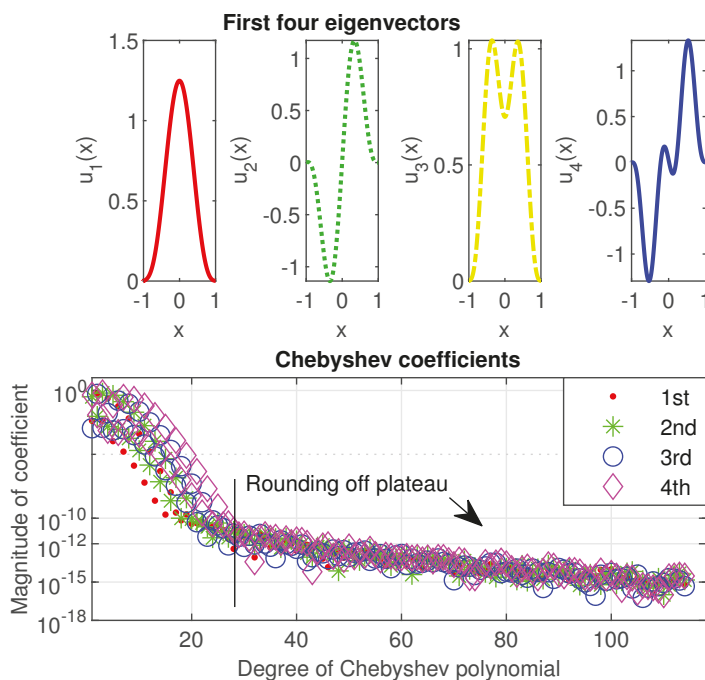 First four eigenvectors
u1(x)
1.5
1
0.5
0
-1 0 1
x
u2(x)
1
0.5
0
-0.5
-1
-1 0 1
x
u3(x)
1
0.5
0
-1 0 1
x
u4(x)
1
0.5
0
-0.5
-1
-1 0 1
x
Chebyshev coefficients
Magnitude of coefficient
10^0
10^-10
10^-12
10^-15
10^-18
Rounding off plateau
1st
2nd
3rd
4th
20 40 60 80 100
Degree of Chebyshev polynomial